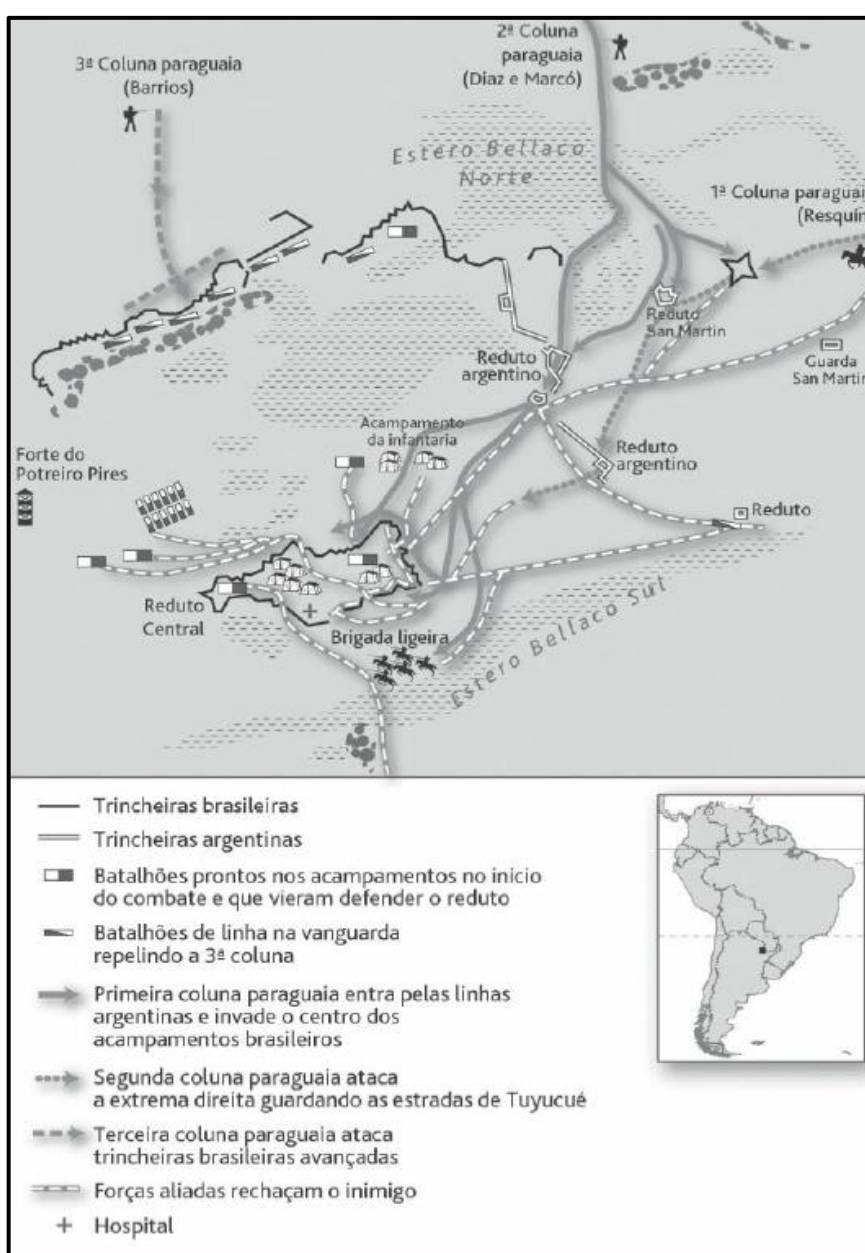 3ª Coluna paraguaia
(Barrios)
2ª Coluna
paraguaia
(Diaz e Marcó)
Estero Bellaco
Norte
1ª Coluna paraguai
(Resquín
Reduto
San Martin
Reduto
argentino
Guarda
San Martin
Acampamento
da infantaria
Reduto
argentino
Forte do
Potreiro Pires
Reduto
Reduto
Central
Brigada ligeira
Estero Bellaco Sul
Trincheiras brasileiras
Trincheiras argentinas
Batalhões prontos nos acampamentos no início
do combate e que vieram defender o reduto
Batalhões de linha na vanguarda
repelindo a 3ª coluna
Primeira coluna paraguaia entra pelas linhas
argentinas e invade o centro dos
acampamentos brasileiros
Segunda coluna paraguaia ataca
a extrema direita guardando as estradas de Tuyucué
Terceira coluna paraguaia ataca
trincheiras brasileiras avançadas
Forças aliadas rechaçam o inimigo
Hospital